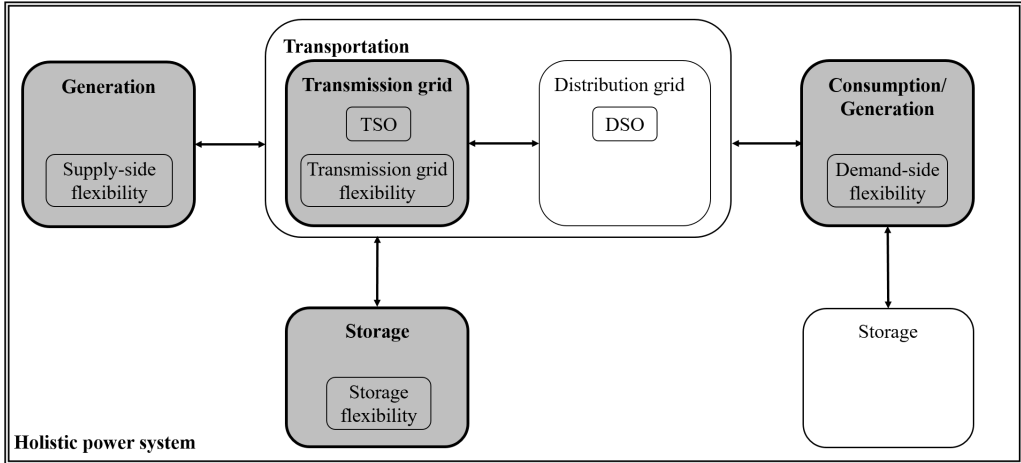 Transportation
Generation
Supply-side
flexibility
Transmission grid
TSO
Transmission grid
flexibility
Distribution grid
DSO
Consumption/
Generation
Demand-side
flexibility
Storage
Storage
flexibility
Storage
Holistic power system